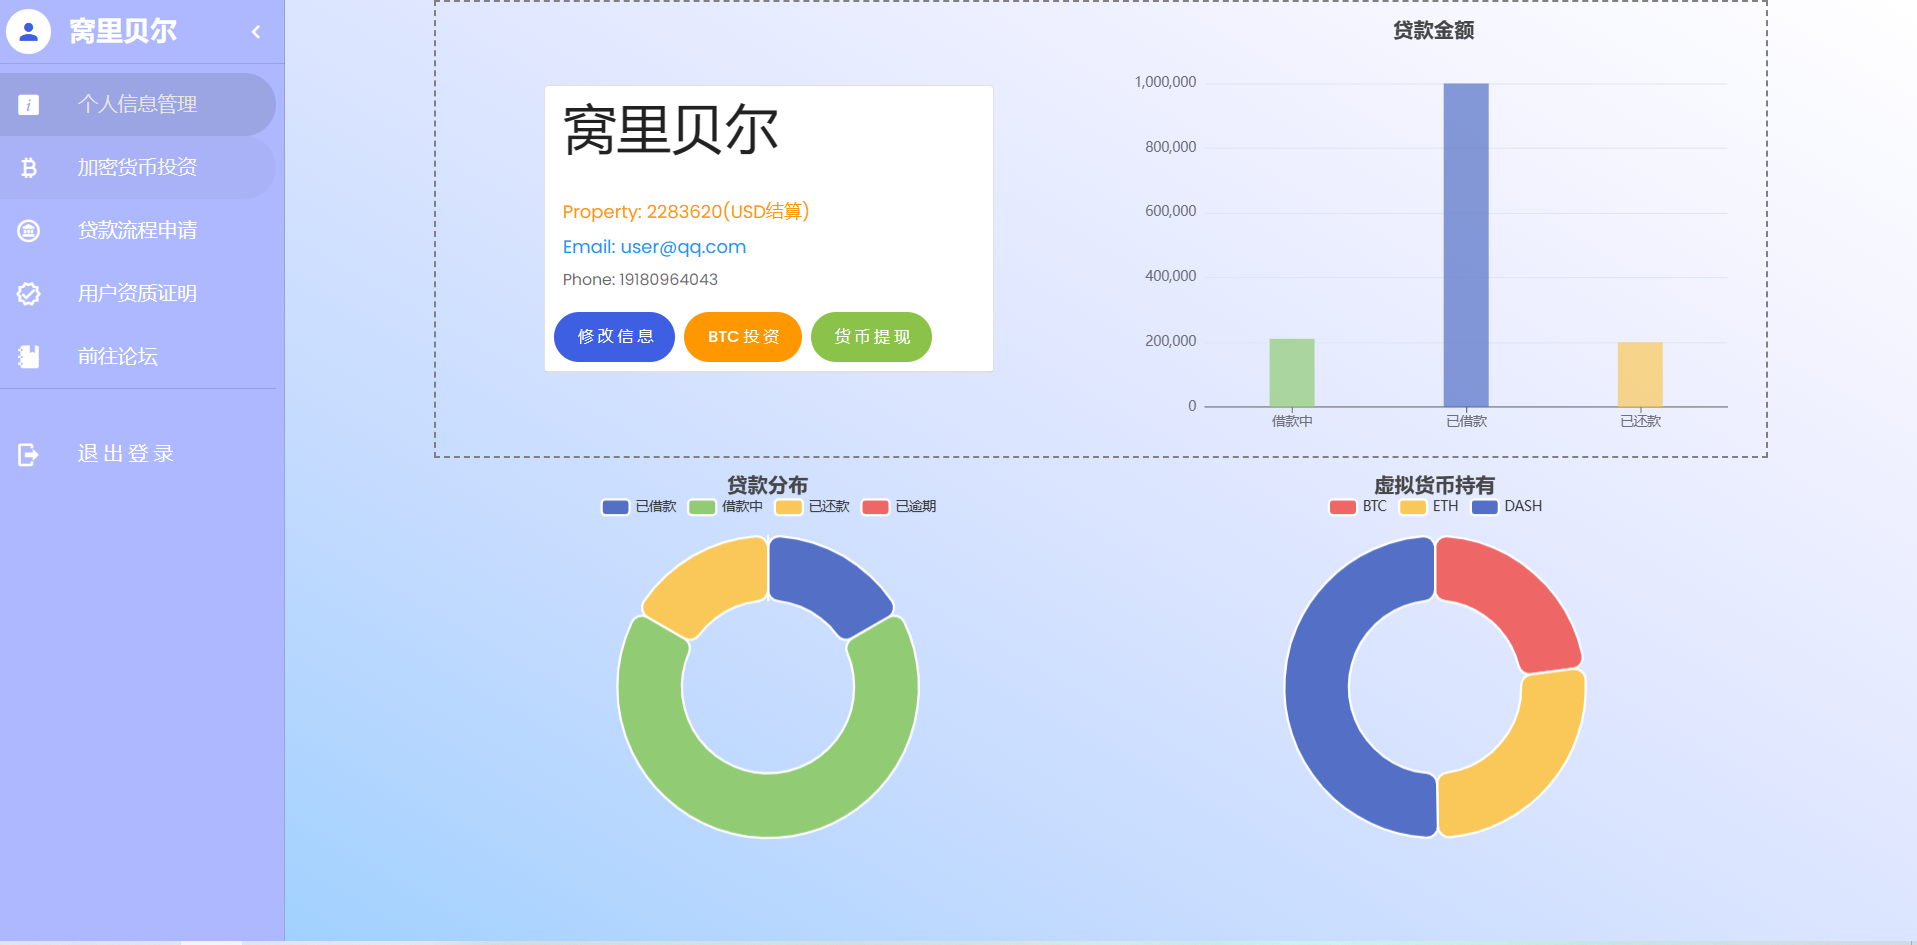 窝里贝尔
个人信息管理
加密货币投资
贷款流程申请
用户资质证明
前往论坛
退出登录
窝里贝尔
Property: 2283620(USD结算)
Email: user@qq.com
Phone: 19180964043
修改信息 BTC 投资 货币提现
贷款金额
1,000,000
800,000
600,000
400,000
200,000
0
借款中 已借款 已还款
贷款分布
已借款 借款中 已还款 已逾期
虚拟货币持有
BTC ETH DASH